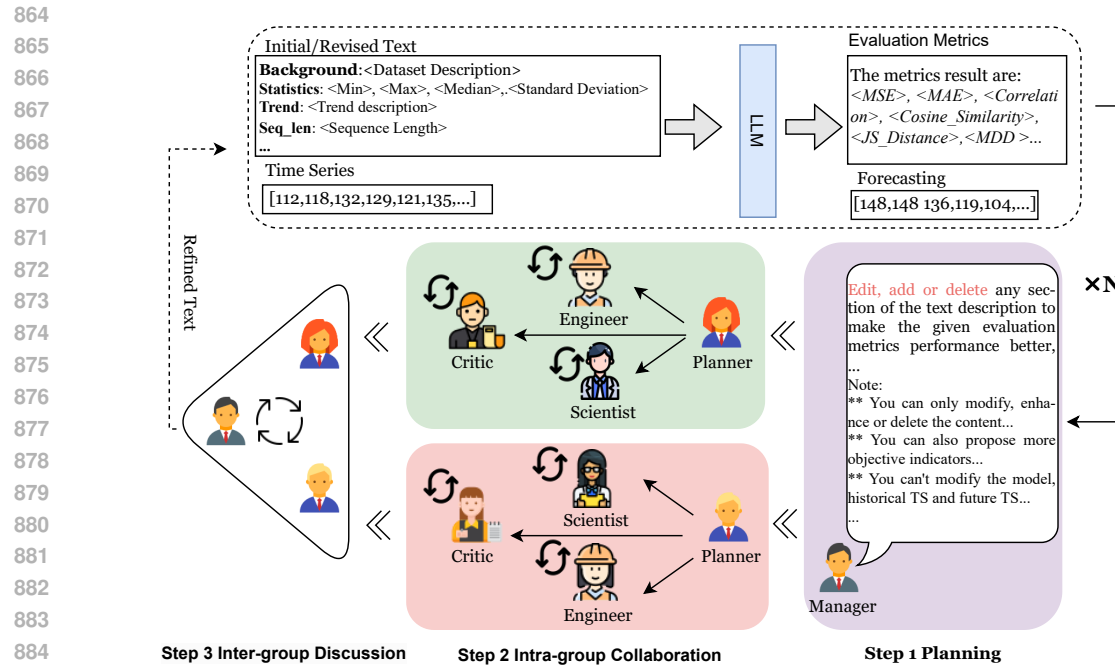 864
865
866
867
868
869
870
871
872
873
874
875
876
877
878
879
880
881
882
883
884
Initial/Revised Text
Background:<Dataset Description>
Statistics: <Min>, <Max>, <Median>,.<Standard Deviation>
Trend: <Trend description>
Seq_len: <Sequence Length>
...
Time Series
[112,118,132,129,121,135,...]
LLM
Evaluation Metrics
The metrics result are:
<MSE>, <MAE>, <Correlati
on>, <Cosine_Similarity>,
<JS_Distance>,<MDD >...
Forecasting
[148,148 136,119,104,...]
Refined Text
Engineer
Critic
Planner
Scientist
Scientist
Critic
Planner
Engineer
Edit, add or delete any sec-
tion of the text description to
make the given evaluation
metrics performance better,
...
Note:
** You can only modify, enha-
nce or delete the content...
** You can also propose more
objective indicators...
** You can't modify the model,
historical TS and future TS...
...
Manager
×N
Step 3 Inter-group Discussion
Step 2 Intra-group Collaboration
Step 1 Planning